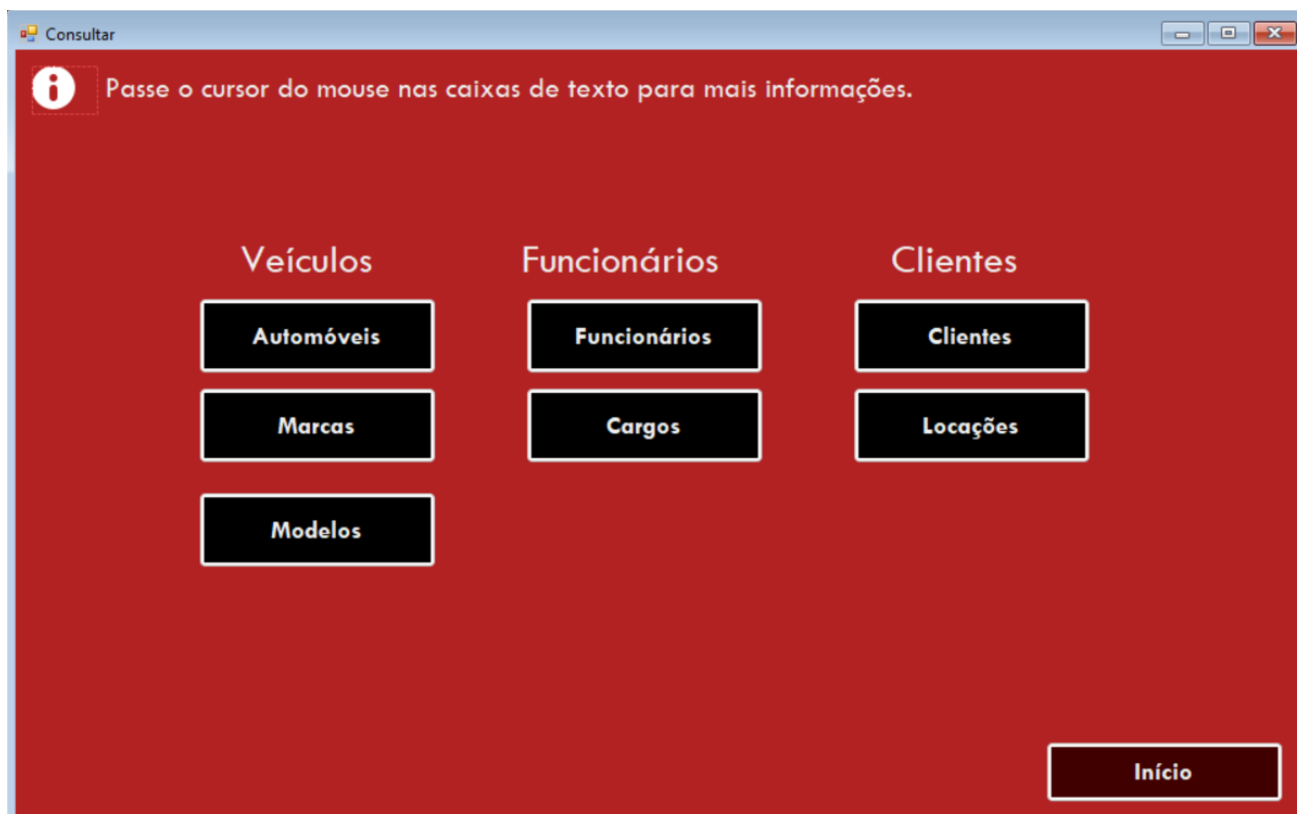 Consultar
Passe o cursor do mouse nas caixas de texto para mais informações.
Veículos Funcionários Clientes
Automóveis Funcionários Clientes
Marcas Cargos Locações
Modelos
Início